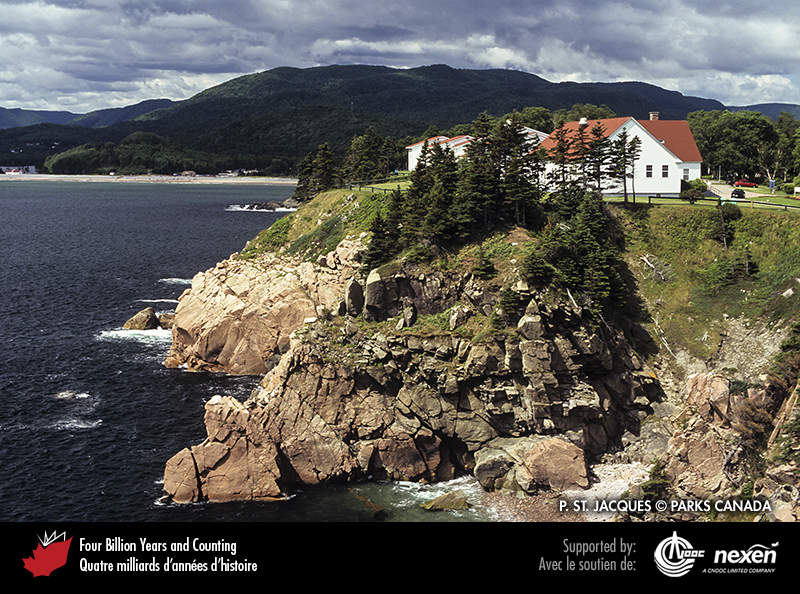 P. ST. JACQUES © PARKS CANADA
Four Billion Years and Counting
Quatre milliards d'années d'histoire
Supported by:
Avec le soutien de:
CNOOC
nexen
A CNOOC LIMITED COMPANY